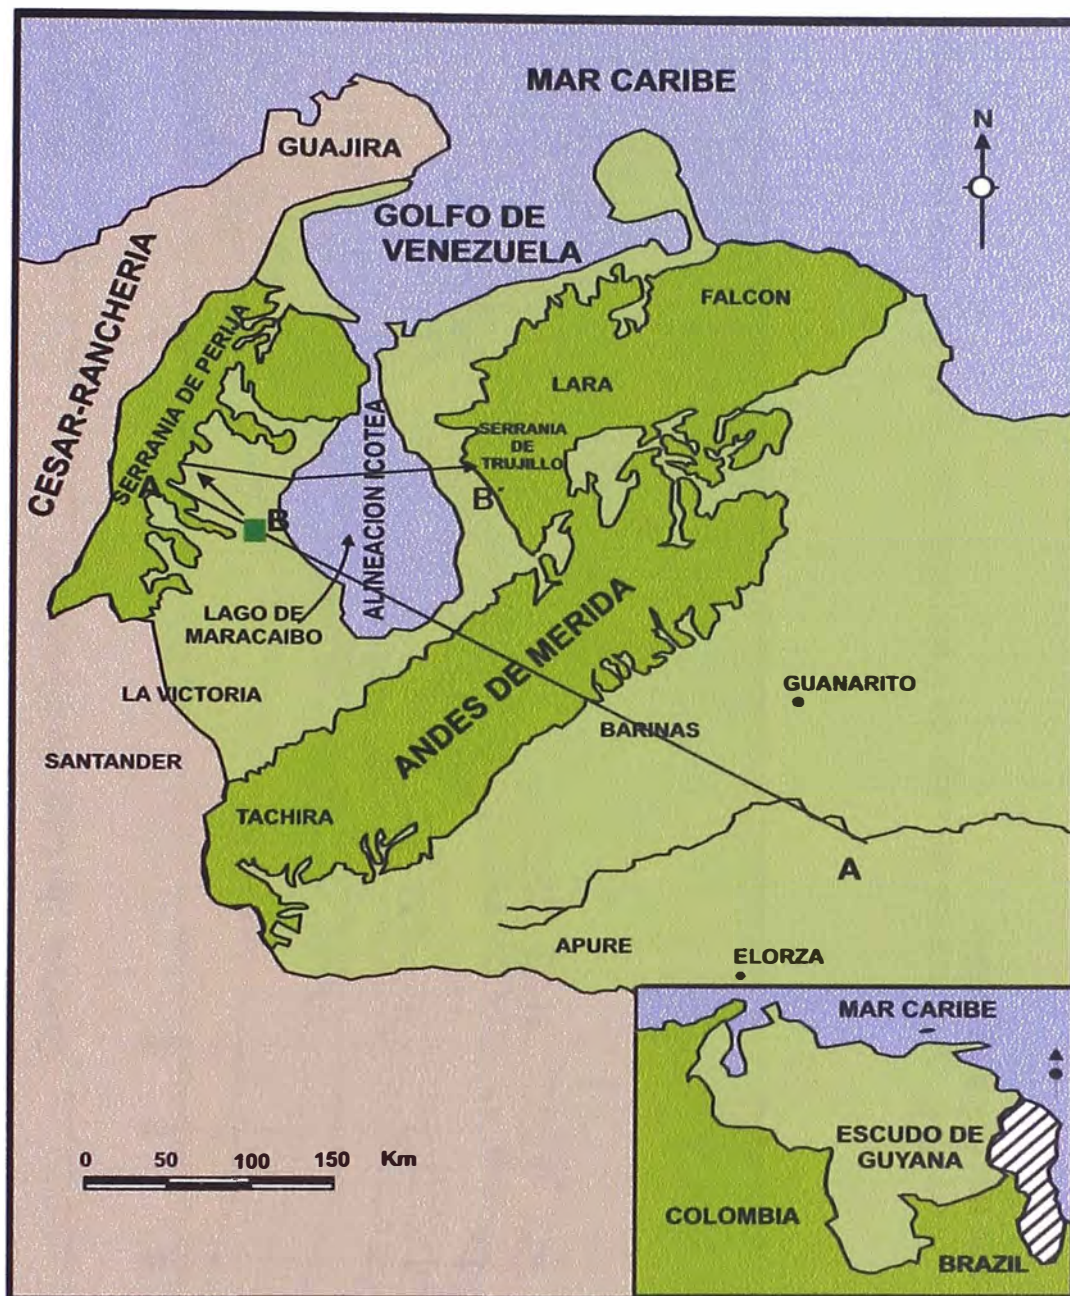 MAR CARIBE
N
GUAJIRA
GOLFO DE
VENEZUELA
CESAR-RANCHERIA
SERRANIA DE PERIJA
FALCON
LARA
SERRANIA
DE
TRUJILLO
ALINEACION ICOTEA
A
B
B´
LAGO DE
MARACAIBO
ANDES DE MERIDA
LA VICTORIA
GUANARITO
BARINAS
SANTANDER
TACHIRA
A
APURE
ELORZA
0 50 100 150 Km
MAR CARIBE
ESCUDO DE
GUYANA
COLOMBIA
BRAZIL